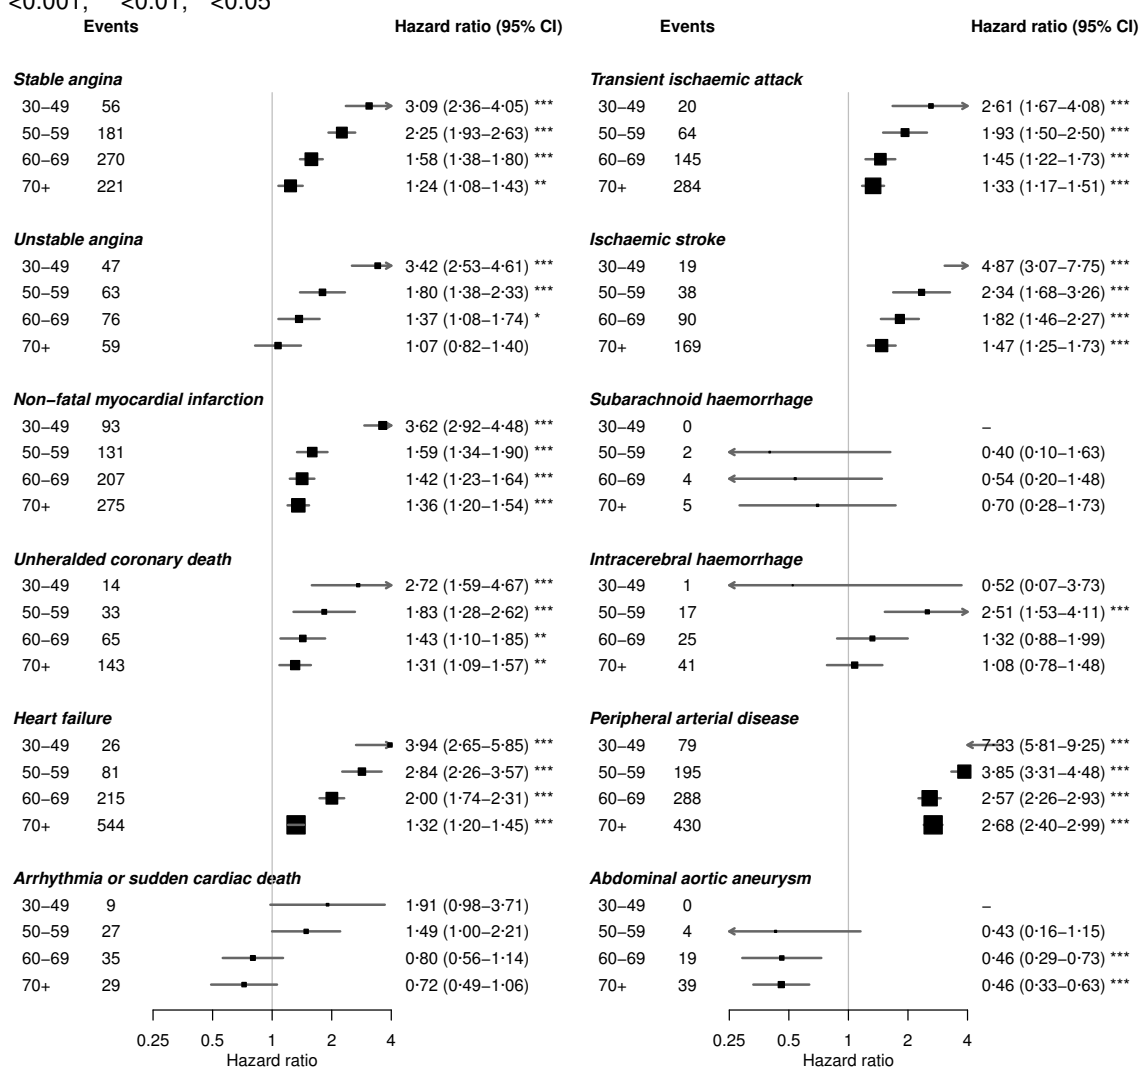 <0.001, <0.01, <0.05
Events Hazard ratio (95% CI)
Stable angina
30−49 56 3·09 (2·36−4·05) ***
50−59 181 2·25 (1·93−2·63) ***
60−69 270 1·58 (1·38−1·80) ***
70+ 221 1·24 (1·08−1·43) **
Unstable angina
30−49 47 3·42 (2·53−4·61) ***
50−59 63 1·80 (1·38−2·33) ***
60−69 76 1·37 (1·08−1·74) *
70+ 59 1·07 (0·82−1·40)
Non−fatal myocardial infarction
30−49 93 3·62 (2·92−4·48) ***
50−59 131 1·59 (1·34−1·90) ***
60−69 207 1·42 (1·23−1·64) ***
70+ 275 1·36 (1·20−1·54) ***
Unheralded coronary death
30−49 14 2·72 (1·59−4·67) ***
50−59 33 1·83 (1·28−2·62) ***
60−69 65 1·43 (1·10−1·85) **
70+ 143 1·31 (1·09−1·57) **
Heart failure
30−49 26 3·94 (2·65−5·85) ***
50−59 81 2·84 (2·26−3·57) ***
60−69 215 2·00 (1·74−2·31) ***
70+ 544 1·32 (1·20−1·45) ***
Arrhythmia or sudden cardiac death
30−49 9 1·91 (0·98−3·71)
50−59 27 1·49 (1·00−2·21)
60−69 35 0·80 (0·56−1·14)
70+ 29 0·72 (0·49−1·06)
0.25 0.5 1 2 4
Hazard ratio
Events Hazard ratio (95% CI)
Transient ischaemic attack
30−49 20 2·61 (1·67−4·08) ***
50−59 64 1·93 (1·50−2·50) ***
60−69 145 1·45 (1·22−1·73) ***
70+ 284 1·33 (1·17−1·51) ***
Ischaemic stroke
30−49 19 4·87 (3·07−7·75) ***
50−59 38 2·34 (1·68−3·26) ***
60−69 90 1·82 (1·46−2·27) ***
70+ 169 1·47 (1·25−1·73) ***
Subarachnoid haemorrhage
30−49 0 −
50−59 2 0·40 (0·10−1·63)
60−69 4 0·54 (0·20−1·48)
70+ 5 0·70 (0·28−1·73)
Intracerebral haemorrhage
30−49 1 0·52 (0·07−3·73)
50−59 17 2·51 (1·53−4·11) ***
60−69 25 1·32 (0·88−1·99)
70+ 41 1·08 (0·78−1·48)
Peripheral arterial disease
30−49 79 7·33 (5·81−9·25) ***
50−59 195 3·85 (3·31−4·48) ***
60−69 288 2·57 (2·26−2·93) ***
70+ 430 2·68 (2·40−2·99) ***
Abdominal aortic aneurysm
30−49 0 −
50−59 4 0·43 (0·16−1·15)
60−69 19 0·46 (0·29−0·73) ***
70+ 39 0·46 (0·33−0·63) ***
0.25 0.5 1 2 4
Hazard ratio